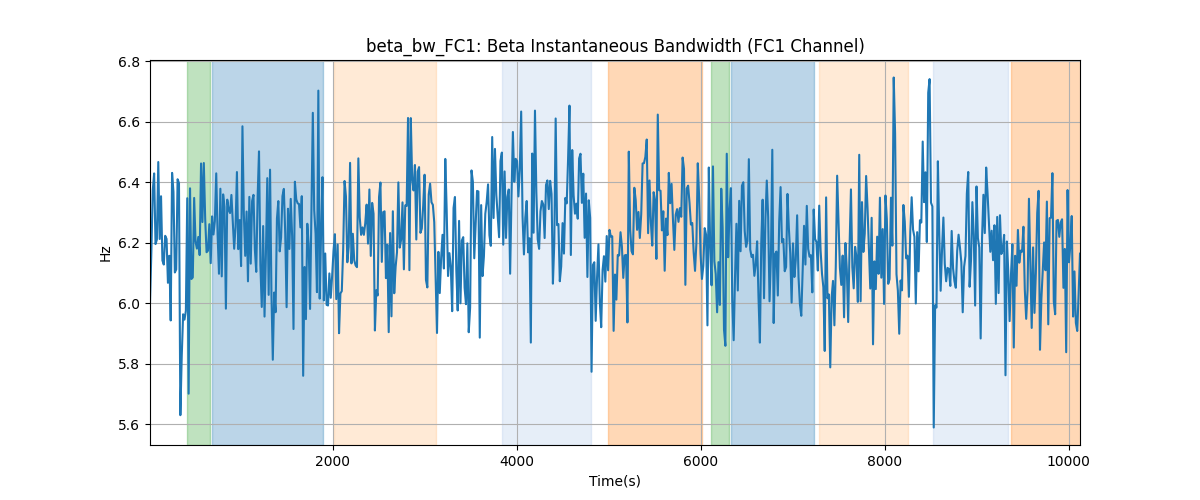 beta_bw_FC1: Beta Instantaneous Bandwidth (FC1 Channel)
6.8
6.6
6.4
6.2
6.0
5.8
5.6
Hz
2000 4000 6000 8000 10000
Time(s)